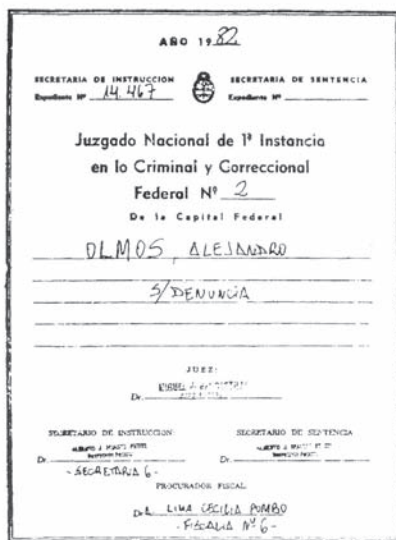 AÑO 1982
SECRETARIA DE INSTRUCCION
Expediente Nº 14.467
SECRETARIA DE SENTENCIA
Expediente Nº
Juzgado Nacional de 1ª Instancia
en lo Criminal y Correccional
Federal Nº 2
De la Capital Federal
OLMOS, ALEJANDRO
S/DENUNCIA
JUEZ:
Dr.
SECRETARIO DE INSTRUCCION
SECRETARIO DE SENTENCIA
Dr.
Dr.
- SECRETARIA 6 -
PROCURADOR FISCAL
CECILIA POMBO
- FISCALIA Nº 6 -